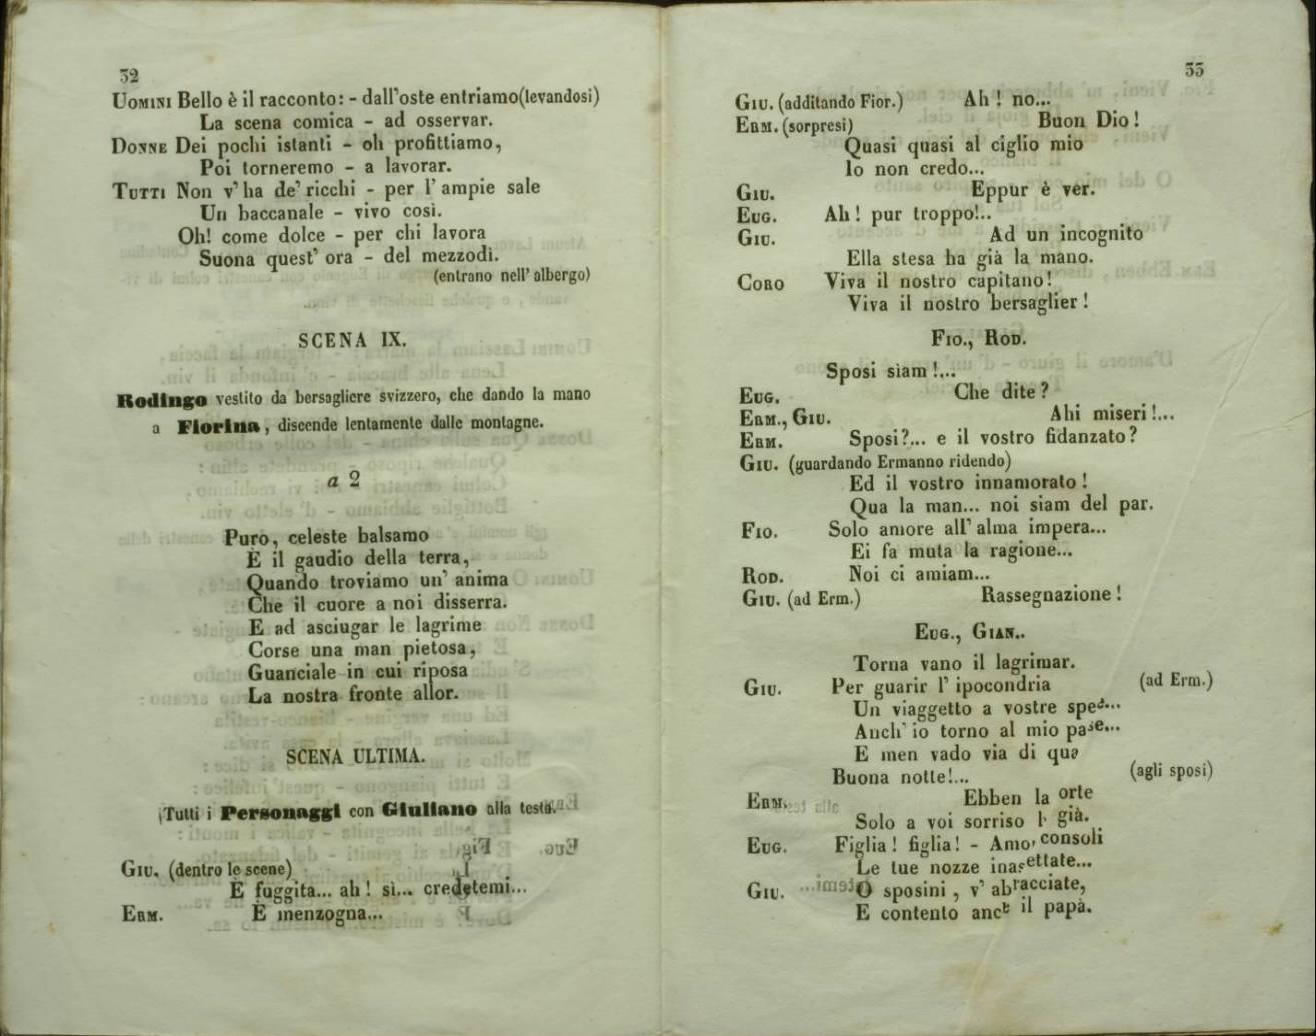 32
UOMINI Bello è il racconto: - dall'oste entriamo(levandosi)
La scena comica - ad osservar.
DONNE Dei pochi istanti - oh profittiamo,
Poi torneremo - a lavorar.
TUTTI Non v'ha de' ricchi - per l'ampie sale
Un baccanale - vivo così.
Oh! come dolce - per chi lavora
Suona quest' ora - del mezzodì.
(entrano nell' albergo)
SCENA IX.
Rodingo vestito da bersagliere svizzero, che dando la mano
a Fiorina, discende lentamente dalle montagne.
a 2
Puro, celeste balsamo
È il gaudio della terra,
Quando troviamo un' anima
Che il cuore a noi disserra.
E ad asciugar le lagrime
Corse una man pietosa,
Guanciale in cui riposa
La nostra fronte allor.
SCENA ULTIMA.
Tutti i Personaggi con Giuliano alla testa.
GIU. (dentro le scene)
È fuggita... ah! sì... credetemi...
ERM. È menzogna...
33
GIU. (additando Fior.) Ah! no...
ERM. (sorpresi) Buon Dio!
Quasi quasi al ciglio mio
Io non credo...
GIU. Eppur è ver.
EUG. Ah! pur troppo!..
GIU. Ad un incognito
Ella stesa ha già la mano.
CORO Viva il nostro capitano!
Viva il nostro bersaglier!
FIO., ROD.
Sposi siam!...
EUG. Che dite?
ERM., GIU. Ahi miseri!...
ERM. Sposi?... e il vostro fidanzato?
GIU. (guardando Ermanno ridendo)
Ed il vostro innamorato!
Qua la man... noi siam del par.
FIO. Solo amore all' alma impera...
Ei fa muta la ragione...
ROD. Noi ci amiam...
GIU. (ad Erm.) Rassegnazione!
EUG., GIAN..
Torna vano il lagrimar.
GIU. Per guarir l' ipocondria (ad Erm.)
Un viaggetto a vostre spese...
Anch' io torno al mio paese...
E men vado via di qua
Buona notte!... (agli sposi)
ERM. Ebben la sorte
Solo a voi sorriso ha già.
EUG. Figlia! figlia! - Amor consoli
Le tue nozze inaspettate...
GIU. O sposini, v' abbracciate,
E contento anche il papà.